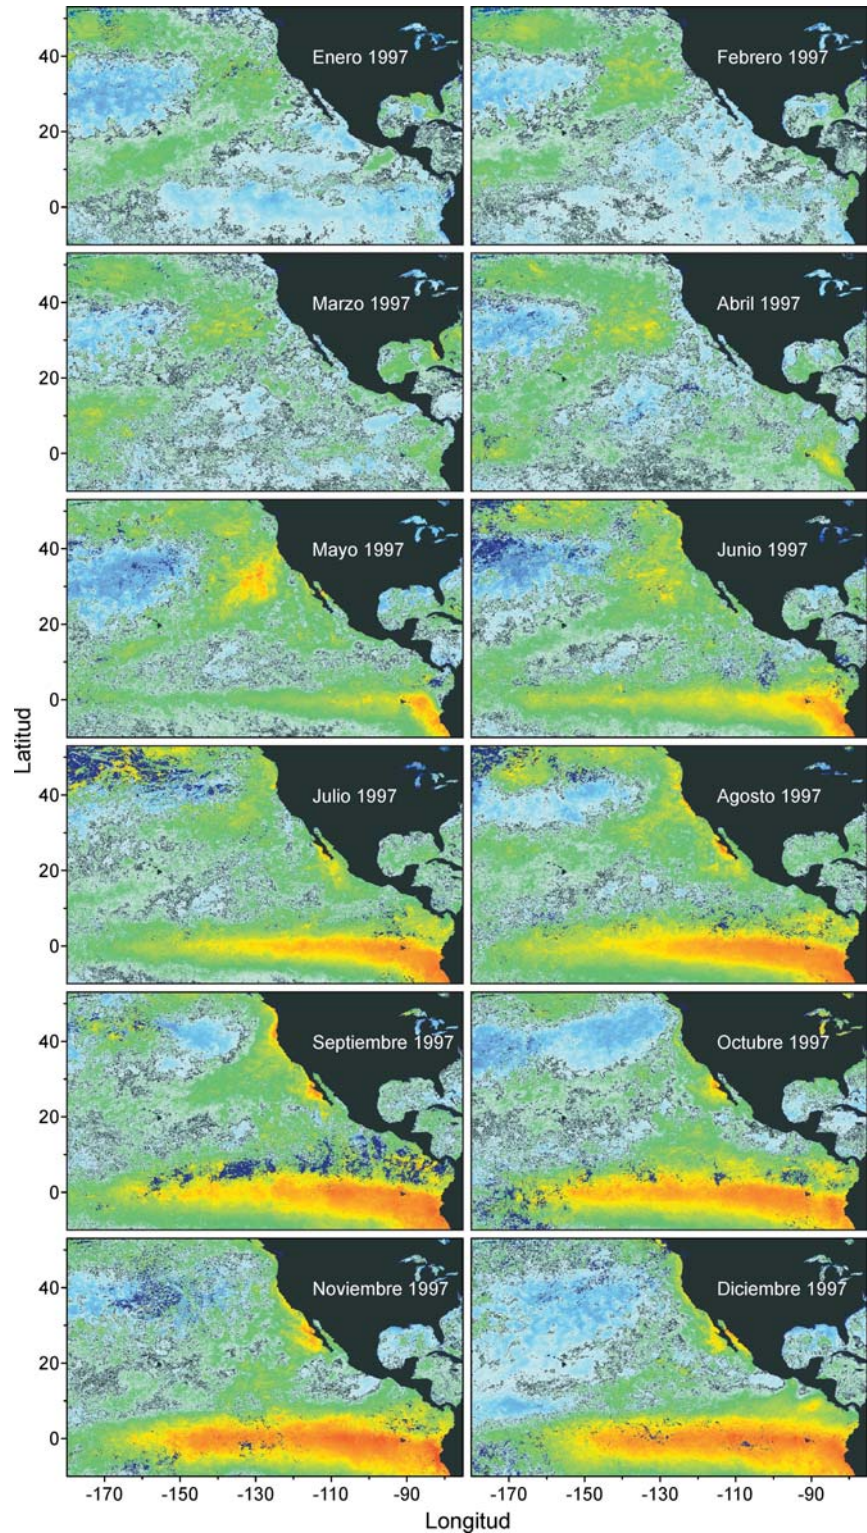 Enero 1997
Febrero 1997
40
20
0
Marzo 1997
Abril 1997
40
20
0
Mayo 1997
Junio 1997
40
20
0
Latitud
Julio 1997
Agosto 1997
40
20
0
Septiembre 1997
Octubre 1997
40
20
0
Noviembre 1997
Diciembre 1997
40
20
0
-170 -150 -130 -110 -90 -170 -150 -130 -110 -90
Longitud